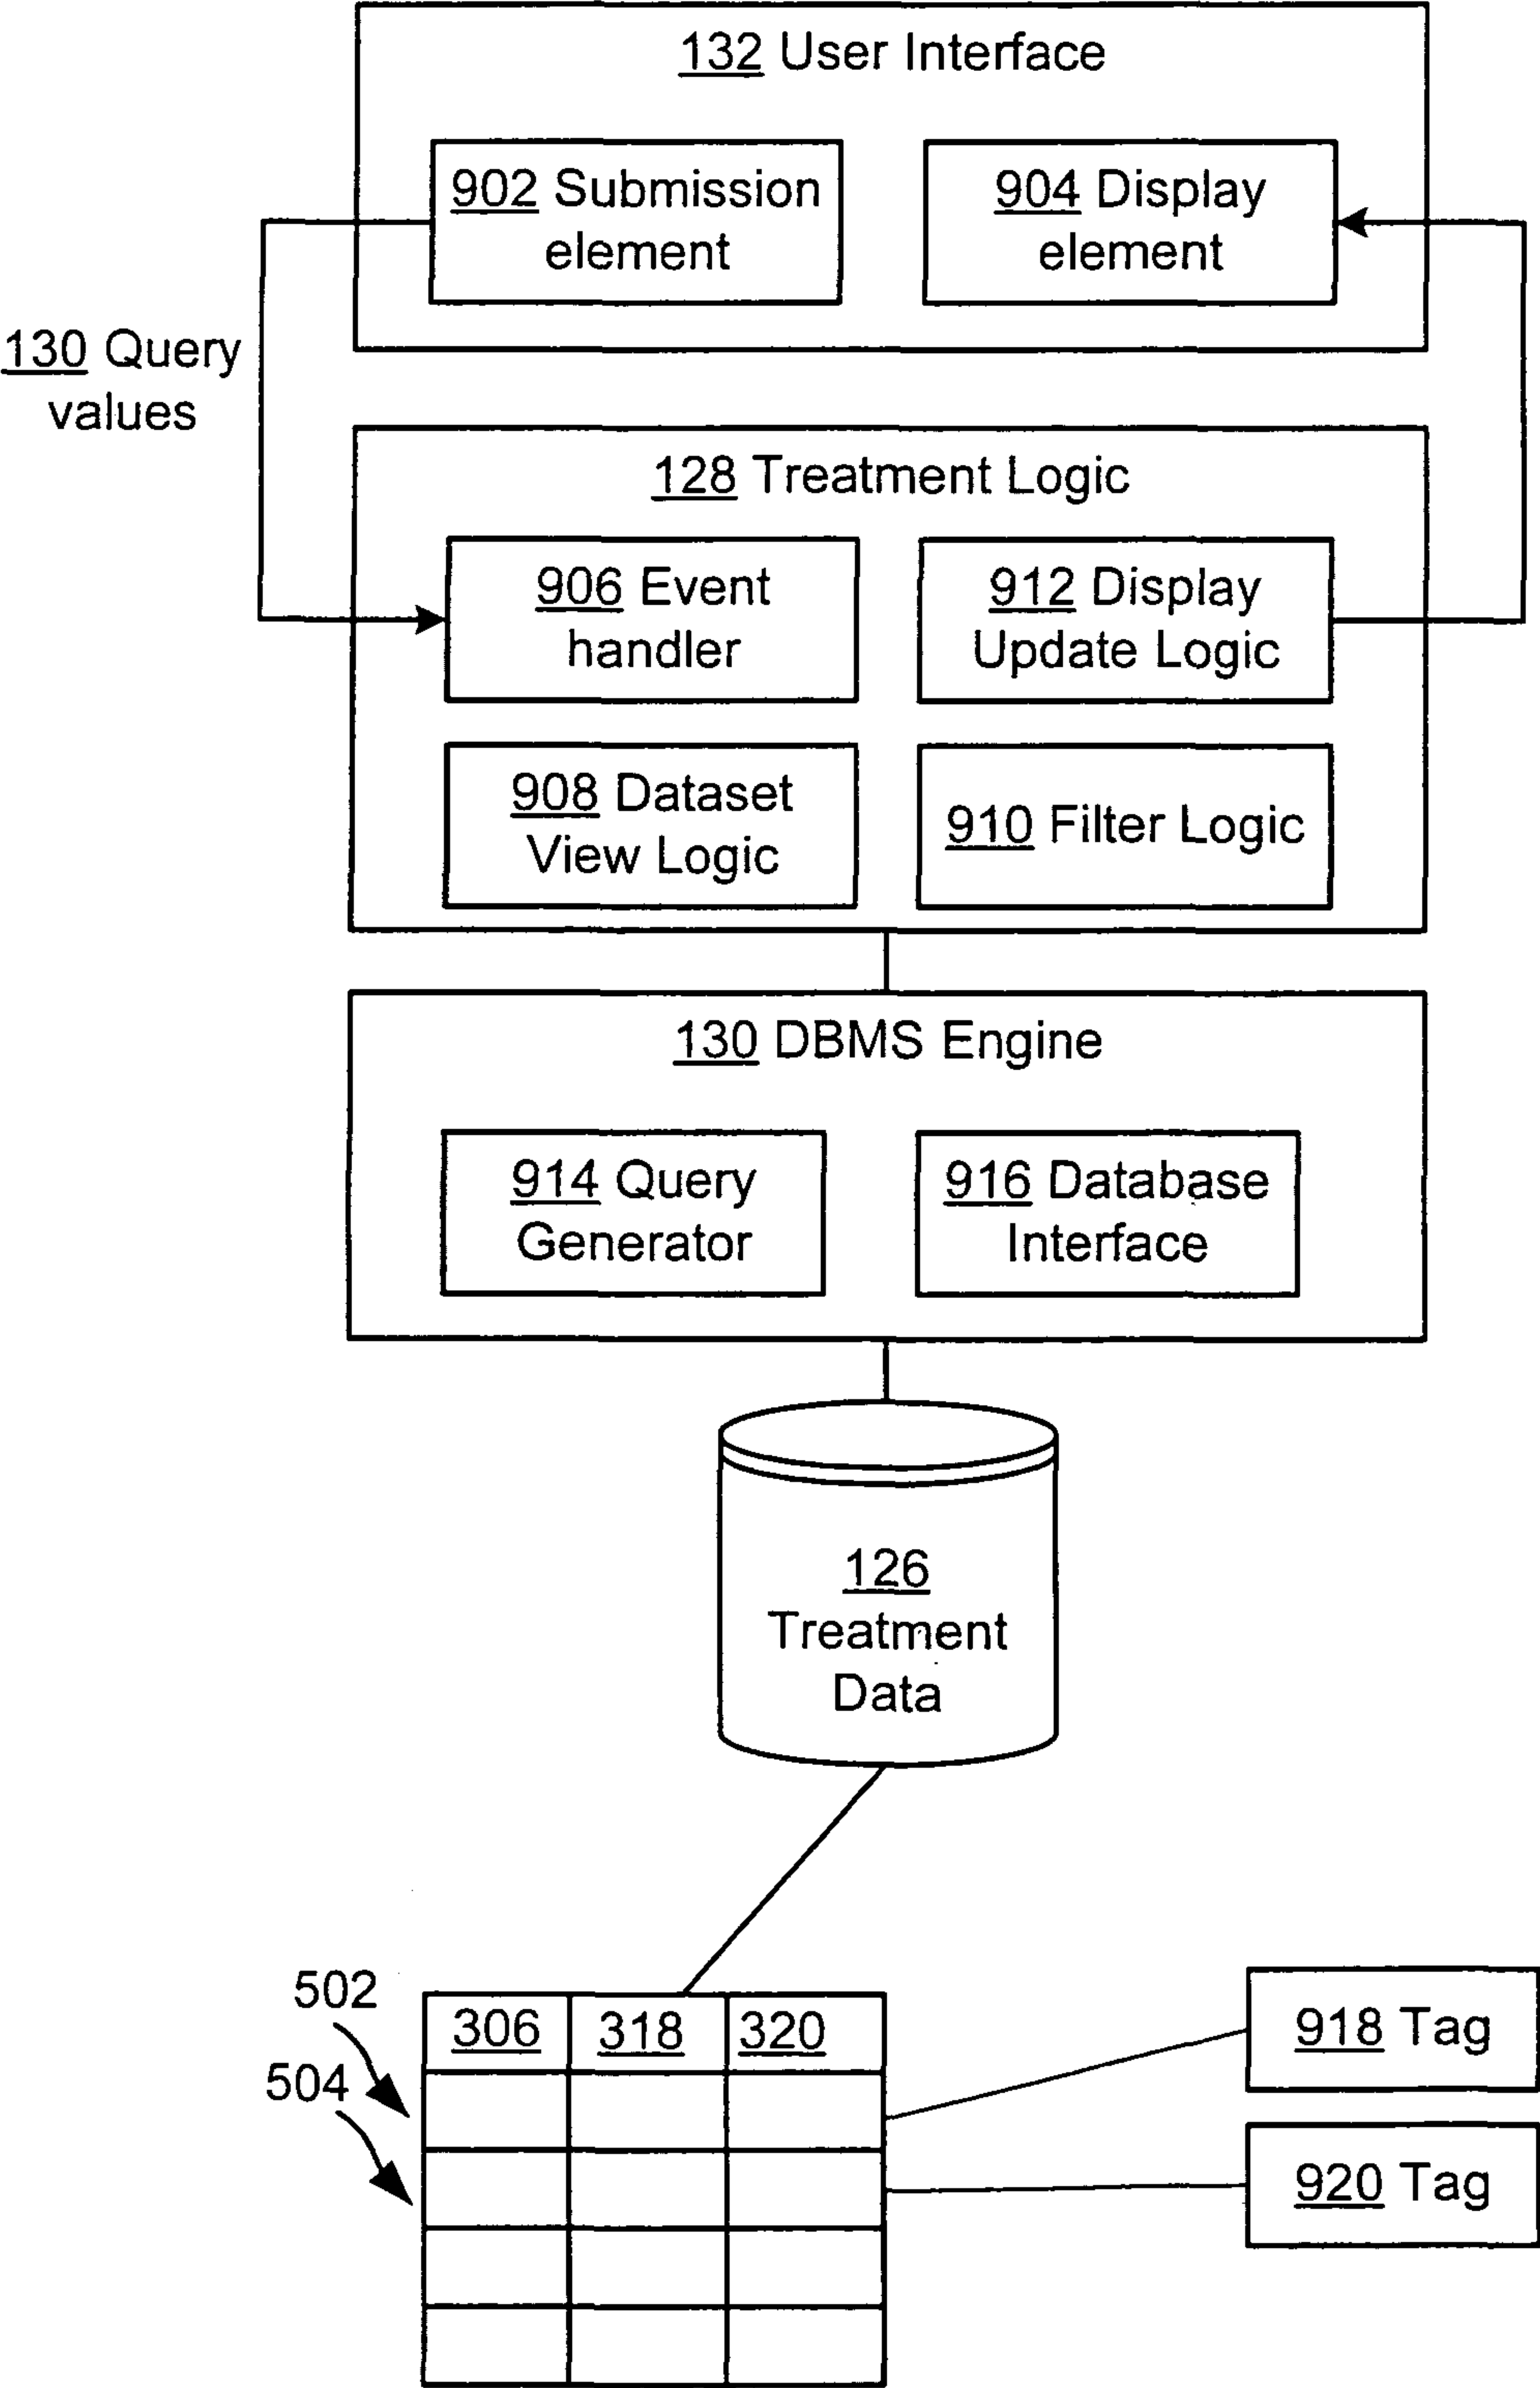 132 User Interface
902 Submission
element
904 Display
element
130 Query
values
128 Treatment Logic
906 Event
handler
912 Display
Update Logic
908 Dataset
View Logic
910 Filter Logic
130 DBMS Engine
914 Query
Generator
916 Database
Interface
126
Treatment
Data
502
504
306 318 320
918 Tag
920 Tag